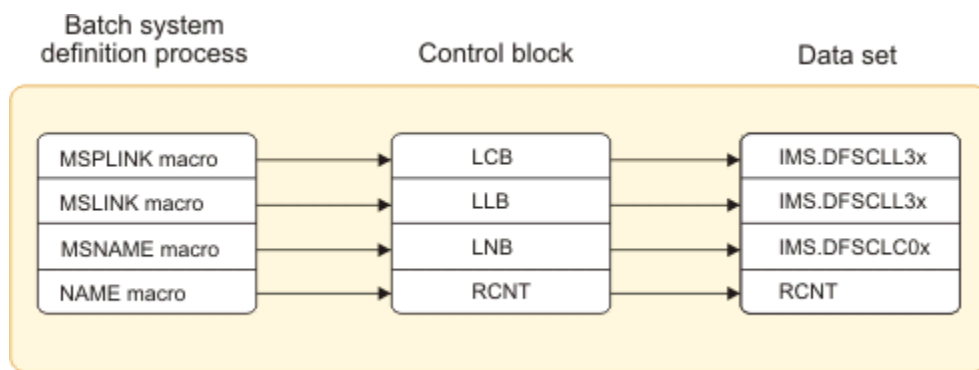 Batch system
definition process
Control block
Data set
MSPLINK macro
LCB
IMS.DFSCLL3x
MSLINK macro
LLB
IMS.DFSCLL3x
MSNAME macro
LNB
IMS.DFSCLC0x
NAME macro
RCNT
RCNT